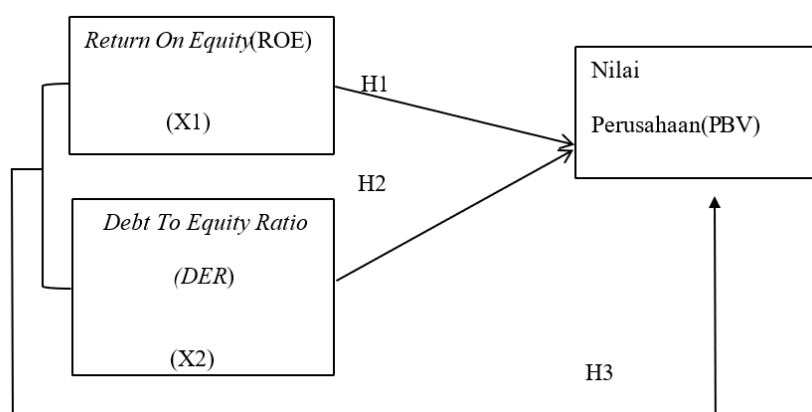 Return On Equity(ROE)
(X1)
H1
Nilai
Perusahaan(PBV)
H2
Debt To Equity Ratio
(DER)
(X2)
H3